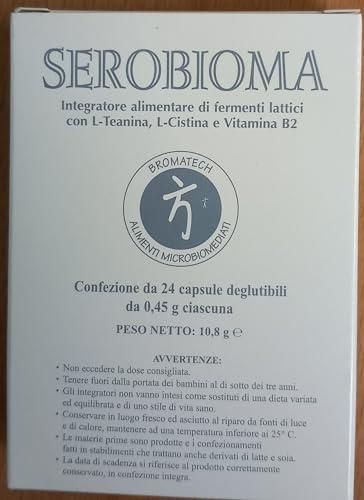 SEROBIOMA
Integratore alimentare di fermenti lattici
con L-Teanina, L-Cistina e Vitamina B2
BROMATECH
方
ALIMENTI MICROBIOMEDIATI
Confezione da 24 capsule deglutibili
da 0,45 g ciascuna
PESO NETTO: 10,8 g ℮
AVVERTENZE:
• Non eccedere la dose consigliata.
• Tenere fuori dalla portata dei bambini al di sotto dei tre anni.
• Gli integratori non vanno intesi come sostituti di una dieta variata
ed equilibrata e di uno stile di vita sano.
• Conservare in luogo fresco ed asciutto al riparo da fonti di luce
e di calore, mantenere ad una temperatura inferiore ai 25° C.
• Le materie prime sono prodotte e i confezionamenti
fatti in stabilimenti che trattano anche derivati di latte e soia.
• La data di scadenza si riferisce al prodotto correttamente
conservato, in confezione integra.